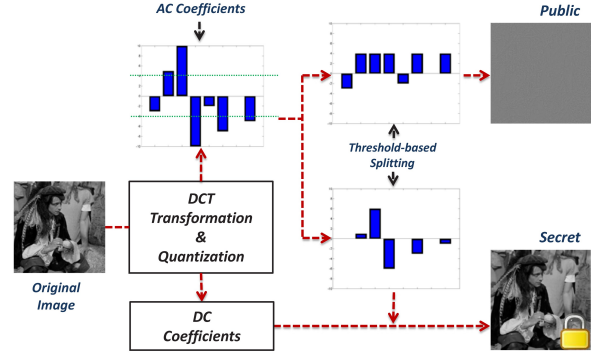 AC Coefficients
Public
Threshold-based
Splitting
DCT
Transformation
&
Quantization
Original
Image
Secret
DC
Coefficients